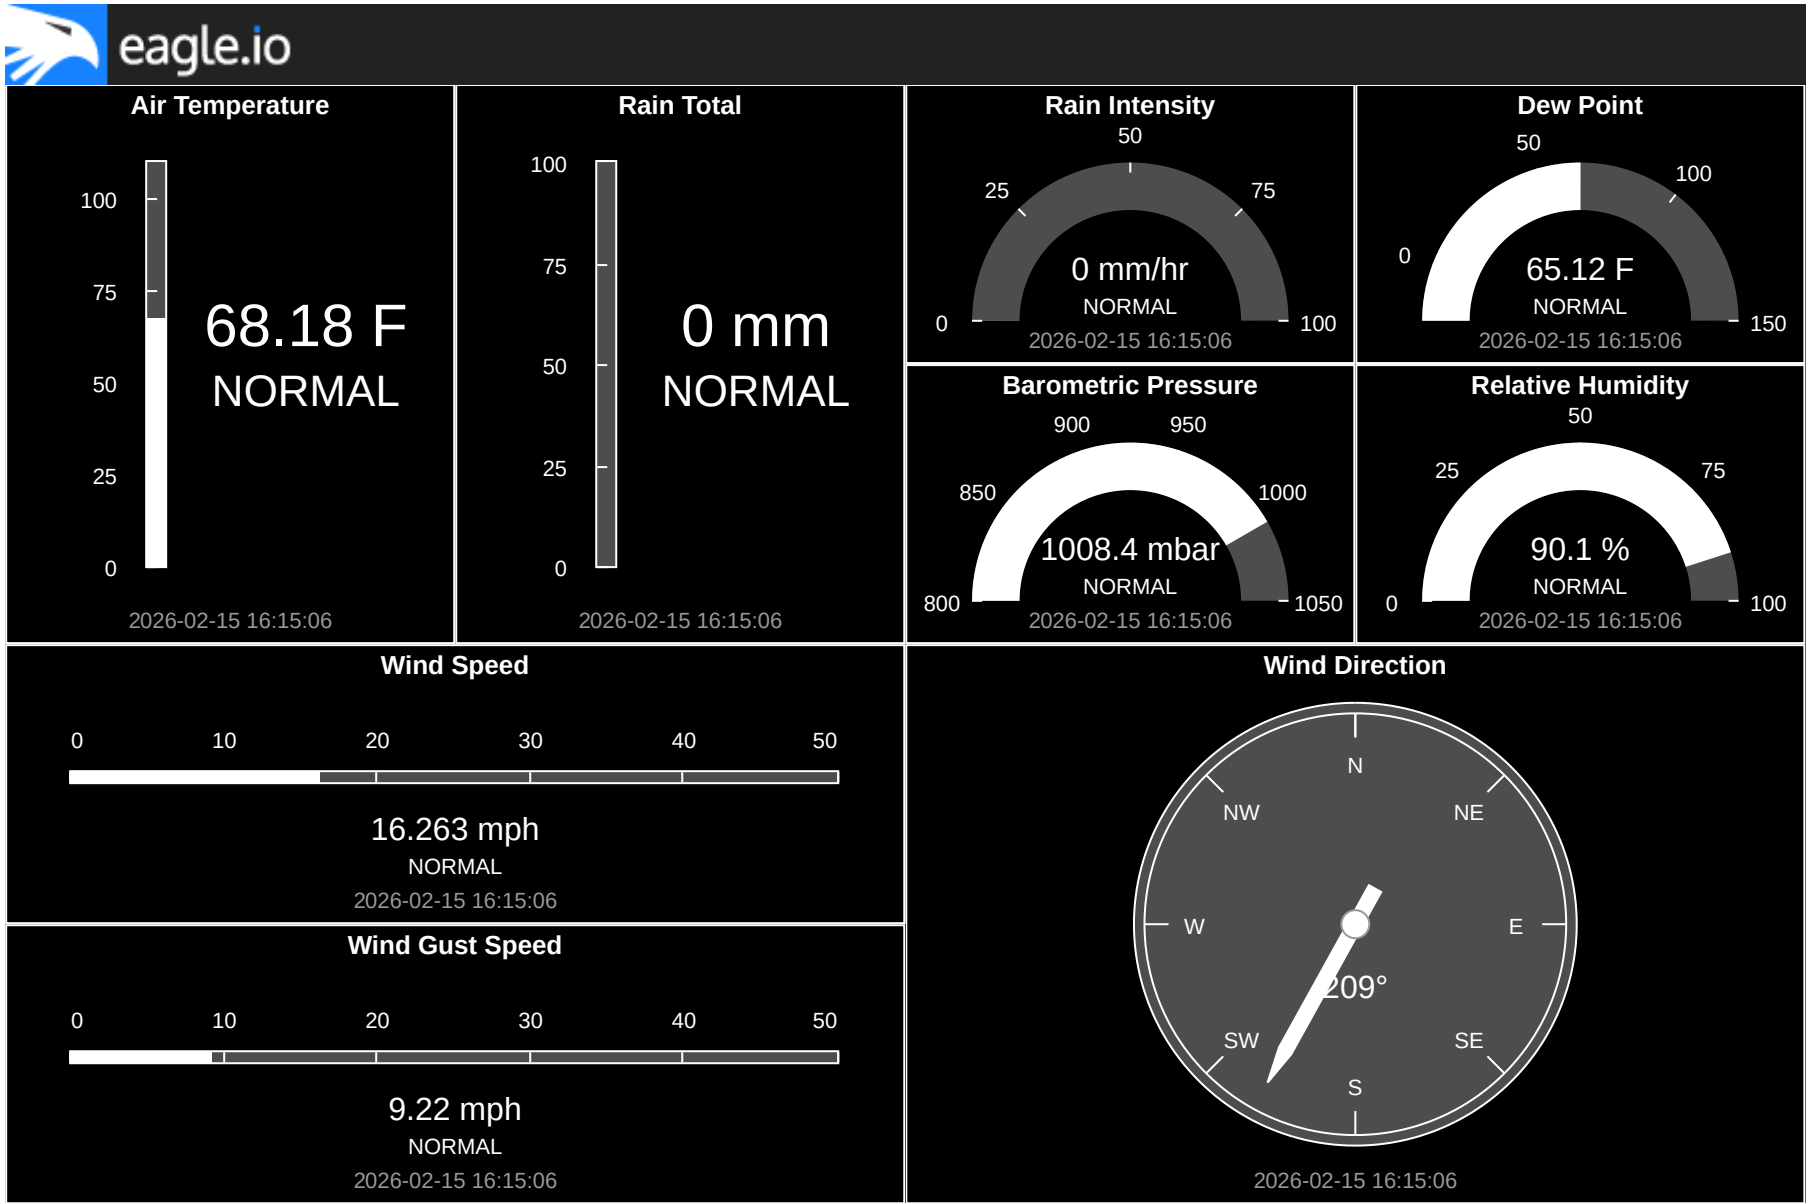 eagle.io
Air Temperature
100
75
50
25
0
68.18 F
NORMAL
2026-02-15 16:15:06
Rain Total
100
75
50
25
0
0 mm
NORMAL
2026-02-15 16:15:06
Rain Intensity
0
25
50
75
100
0 mm/hr
NORMAL
2026-02-15 16:15:06
Dew Point
0
50
100
150
65.12 F
NORMAL
2026-02-15 16:15:06
Barometric Pressure
800
850
900
950
1000
1050
1008.4 mbar
NORMAL
2026-02-15 16:15:06
Relative Humidity
0
25
50
75
100
90.1 %
NORMAL
2026-02-15 16:15:06
Wind Speed
0 10 20 30 40 50
16.263 mph
NORMAL
2026-02-15 16:15:06
Wind Gust Speed
0 10 20 30 40 50
9.22 mph
NORMAL
2026-02-15 16:15:06
Wind Direction
N
NW NE
W E
209°
SW SE
S
2026-02-15 16:15:06